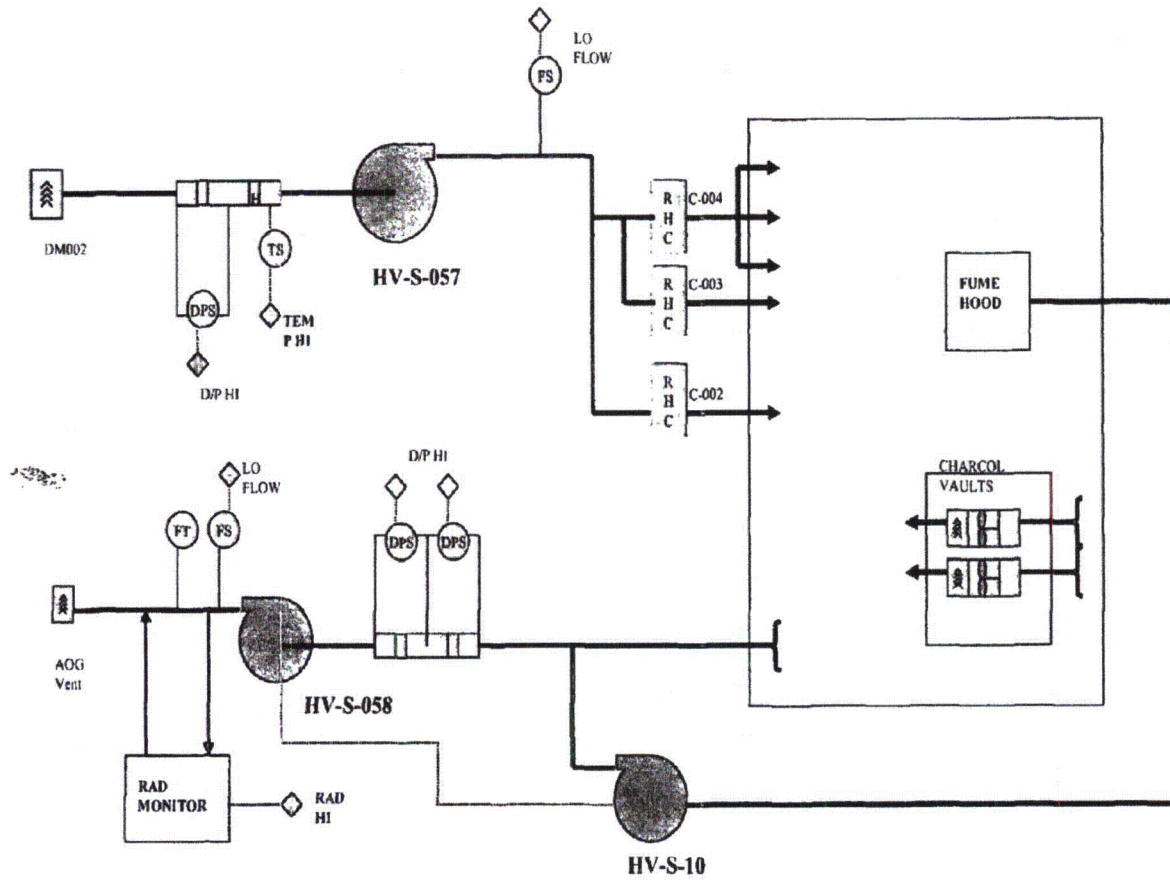 LO
FLOW
FS
DM002
H
TS
HV-S-057
DPS
TEM
P HI
D/P HI
R
H
C
C-004
R
H
C
C-003
R
H
C
C-002
FUME
HOOD
CHARCOL
VAULTS
D/P HI
LO
FLOW
FT
FS
DPS
DPS
AOG
Vent
HV-S-058
RAD
MONITOR
RAD
HI
HV-S-10